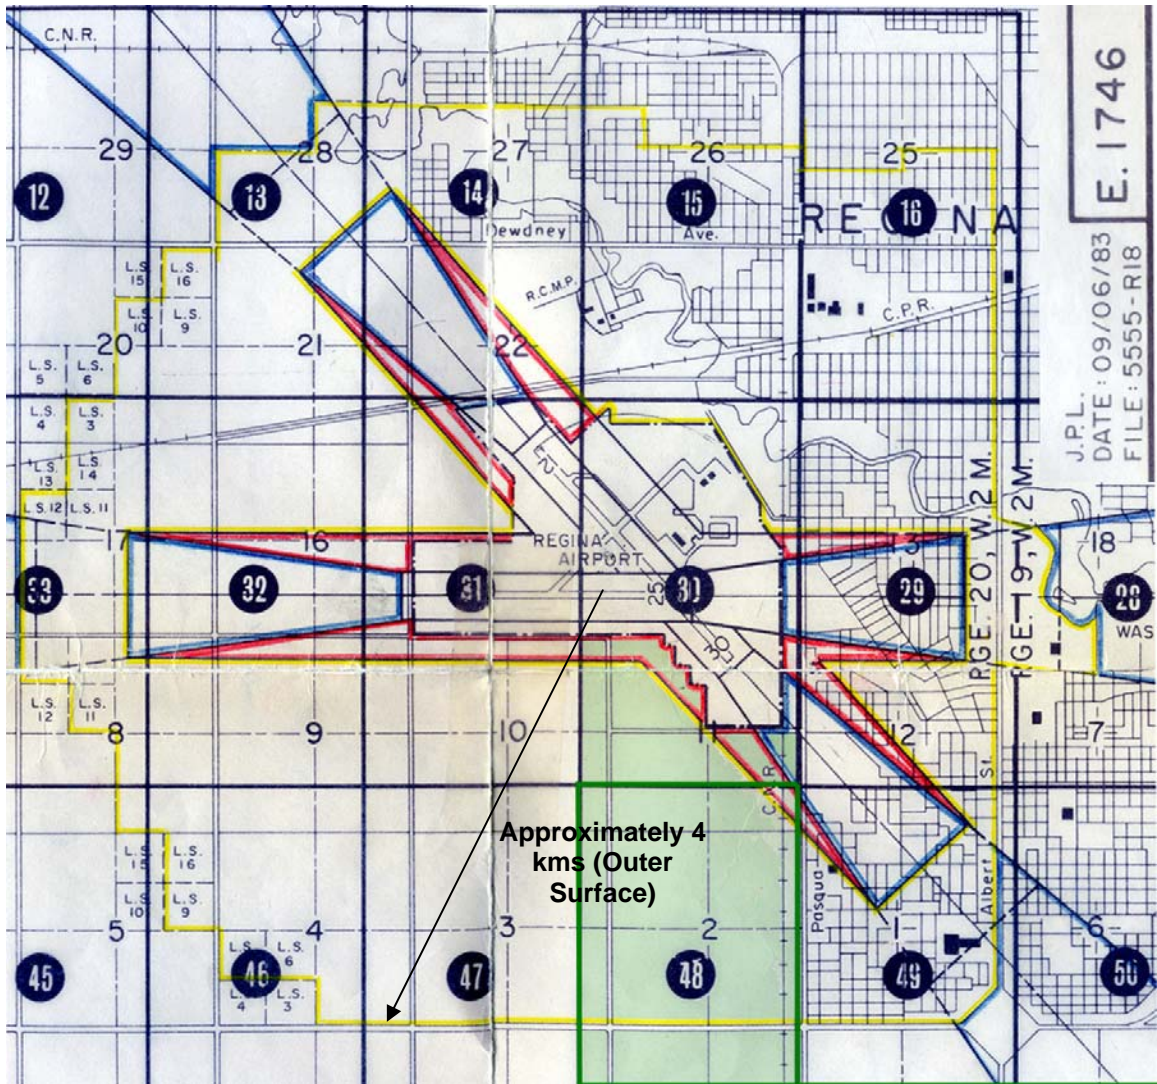 C.N.R.
29
28
27
26
25
12
13
14
15
16
REGINA
Dewdney
Ave.
E. 1746
J.P.L.
DATE: 09/06/83
FILE: 5555-R18
L.S.
15
L.S.
16
L.S.
10
L.S.
9
R.C.M.P.
C.P.R.
20
21
22
L.S.
5
L.S.
6
L.S.
4
L.S.
3
L.S.
13
L.S.
14
L.S.12
L.S.11
12
RGE. 20, W.2 M.
RGE. 19, W. 2 M.
17
16
REGINA
AIRPORT
13
18
33
32
31
25
30
29
28
WAS
30
L.S.
12
L.S.
11
8
9
10
11
12
7
C.N.R.
St.
Approximately 4
kms (Outer
Surface)
L.S.
15
L.S.
16
L.S.
10
L.S.
9
Pasqua
Albert
5
4
3
2
1
6
L.S.
L.S.
6
L.S.
4
L.S.
3
45
46
47
48
49
50